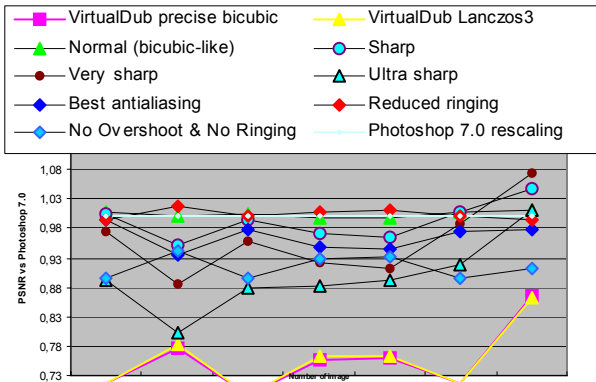 VirtualDub precise bicubic VirtualDub Lanczos3
Normal (bicubic-like) Sharp
Very sharp Ultra sharp
Best antialiasing Reduced ringing
No Overshoot & No Ringing Photoshop 7.0 rescaling
PSNR vs Photoshop 7.0
1,08
1,03
0,98
0,93
0,88
0,83
0,78
0,73
Number of image